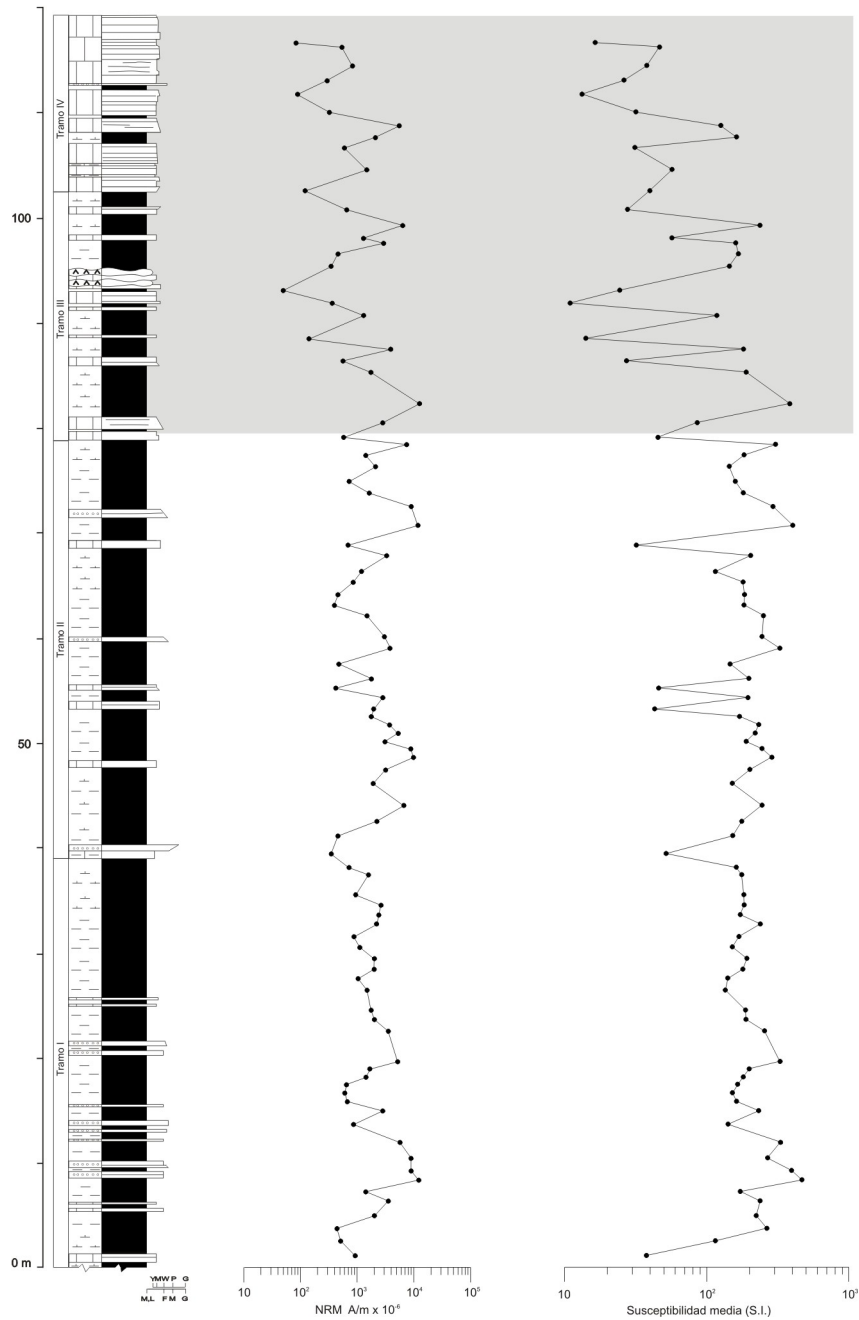 Tramo IV
100
Tramo III
Tramo II
50
Tramo I
0 m
YMWP G
M,L F M G
10 10² 10³ 10⁴ 10⁵
NRM A/m x 10⁻⁶
10 10² 10³
Susceptibilidad media (S.I.)